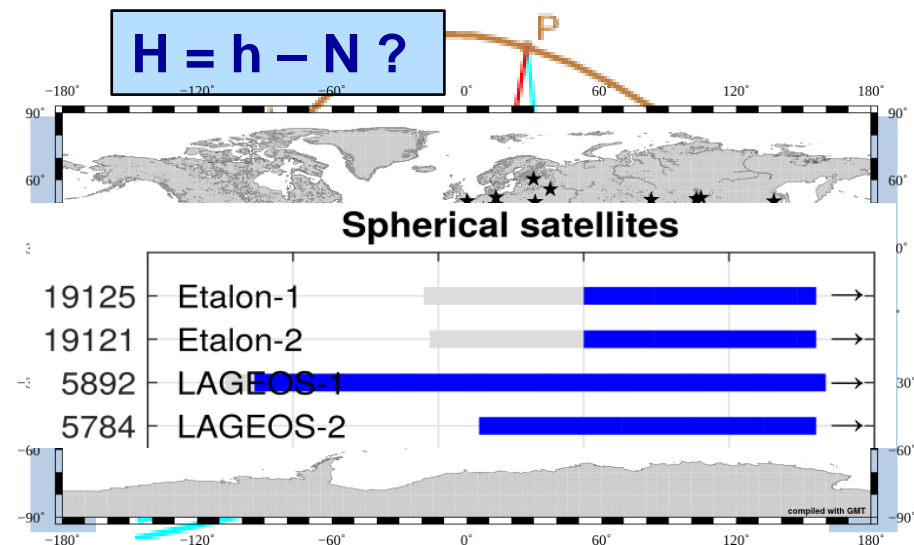 P
H = h – N ?
−180° −120° −60° 0° 60° 120° 180°
90° 90°
60° 60°
Spherical satellites
0°
19125 Etalon-1
19121 Etalon-2
5892 LAGEOS-1 30°
5784 LAGEOS-2
−60° −60°
compiled with GMT
−90° −90°
−180° −120° −60° 0° 60° 120° 180°